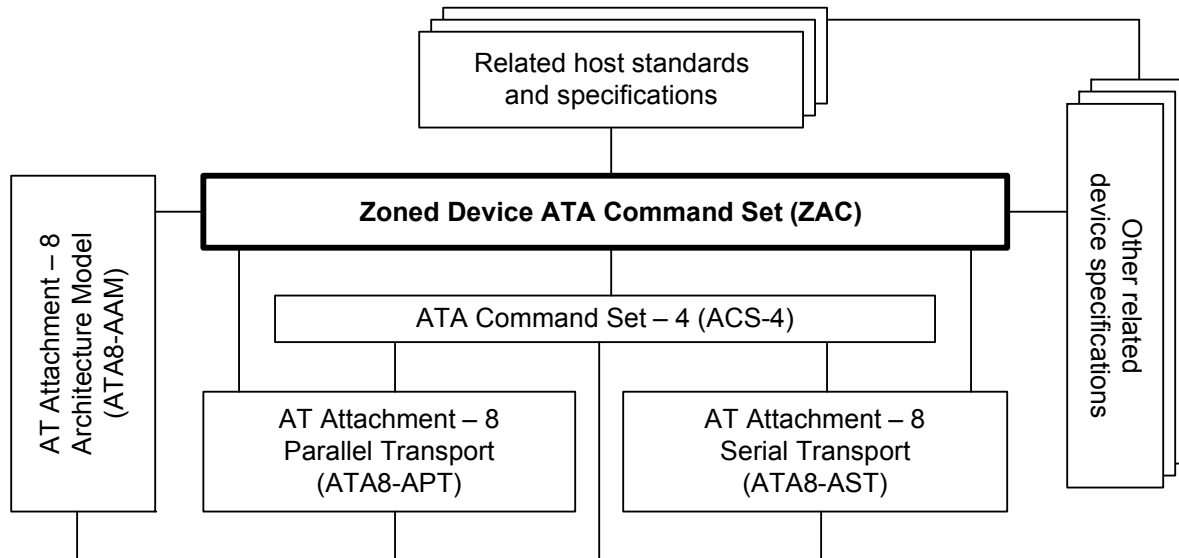 Related host standards
and specifications
Zoned Device ATA Command Set (ZAC)
AT Attachment – 8
Architecture Model
(ATA8-AAM)
Other related
device specifications
ATA Command Set – 4 (ACS-4)
AT Attachment – 8
Parallel Transport
(ATA8-APT)
AT Attachment – 8
Serial Transport
(ATA8-AST)